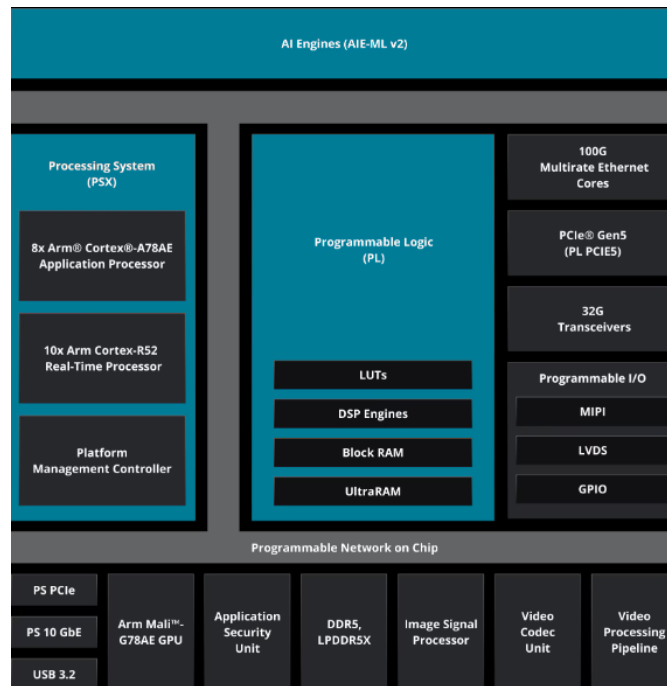 AI Engines (AIE-ML v2)
Processing System
(PSX)
8x Arm® Cortex®-A78AE
Application Processor
10x Arm Cortex-R52
Real-Time Processor
Platform
Management Controller
Programmable Logic
(PL)
LUTs
DSP Engines
Block RAM
UltraRAM
100G
Multirate Ethernet
Cores
PCIe® Gen5
(PL PCIE5)
32G
Transceivers
Programmable I/O
MIPI
LVDS
GPIO
Programmable Network on Chip
PS PCIe
PS 10 GbE
USB 3.2
Arm Mali™-
G78AE GPU
Application
Security
Unit
DDR5,
LPDDR5X
Image Signal
Processor
Video
Codec
Unit
Video
Processing
Pipeline